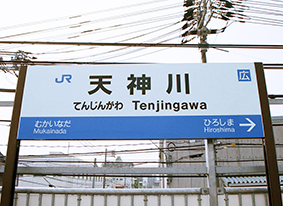 JR 天神川 広
てんじんがわ Tenjingawa
むかいなだ ひろしま
Mukainada Hiroshima